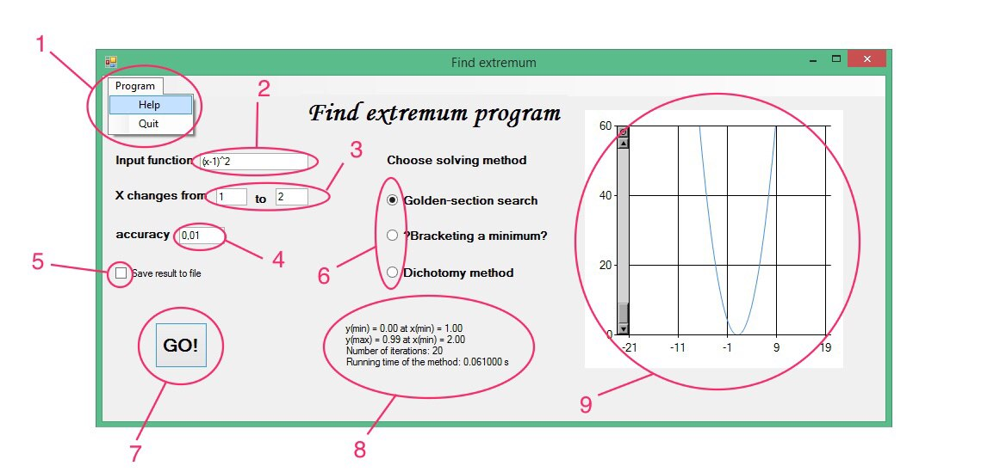 1
Find extremum
Program
Help
Quit
2
Find extremum program
3
Input function
(x-1)^2
X changes from
1
to
2
accuracy
0,01
4
5
Save result to file
GO!
7
Choose solving method
Golden-section search
?Bracketing a minimum?
Dichotomy method
6
y(min) = 0.00 at x(min) = 1.00
y(max) = 0.99 at x(min) = 2.00
Number of iterations: 20
Running time of the method: 0.061000 s
8
60
40
20
0
-21
-11
-1
9
19
9